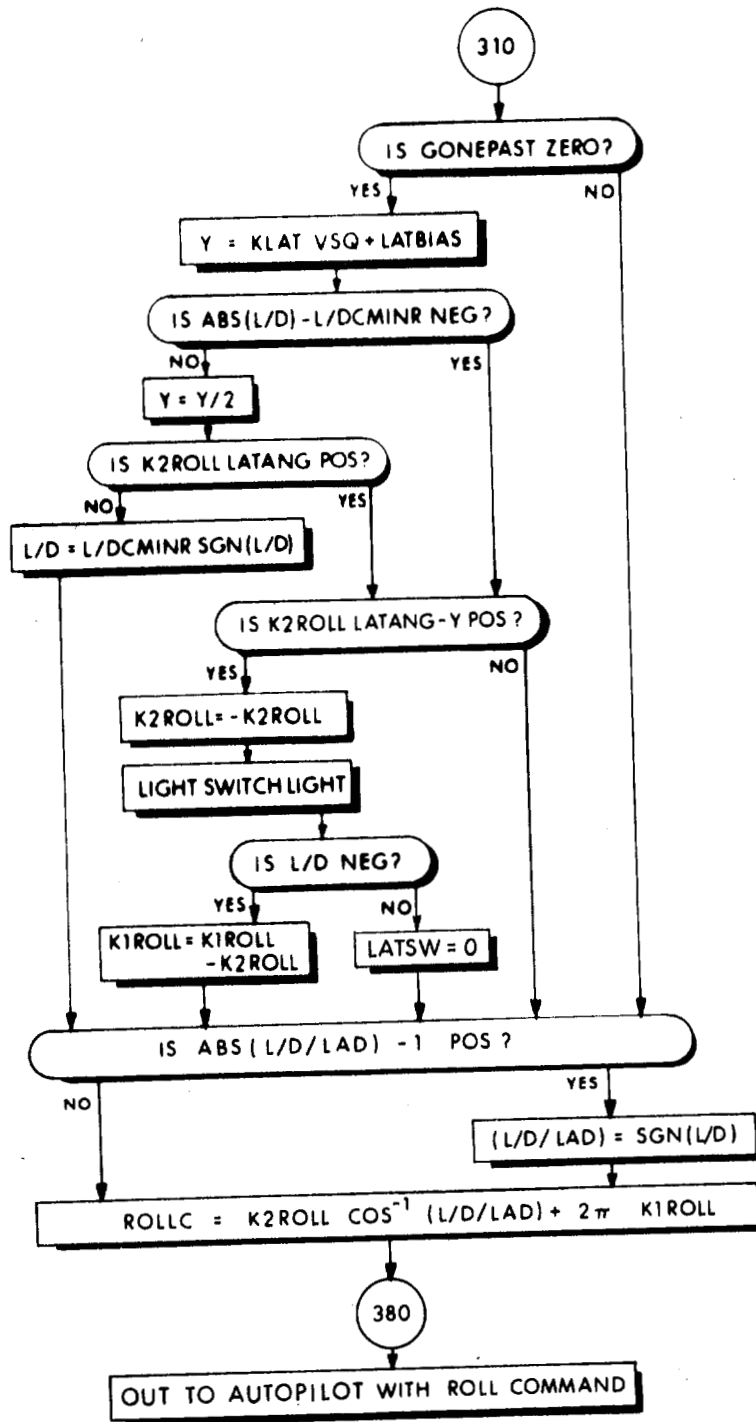 310
IS GONEPAST ZERO?
YES
NO
Y = KLAT VSQ + LATBIAS
IS ABS(L/D) - L/DCMINR NEG?
NO
YES
Y = Y/2
IS K2ROLL LATANG POS?
NO
YES
L/D = L/DCMINR SGN(L/D)
IS K2ROLL LATANG - Y POS ?
YES
NO
K2ROLL = -K2ROLL
LIGHT SWITCH LIGHT
IS L/D NEG?
YES
NO
K1ROLL = K1ROLL
-K2ROLL
LATSW = 0
IS ABS ( L/D / LAD ) - 1 POS ?
NO
YES
(L/D / LAD) = SGN(L/D)
ROLLC = K2ROLL COS⁻¹ (L/D/LAD) + 2π K1ROLL
380
OUT TO AUTOPILOT WITH ROLL COMMAND